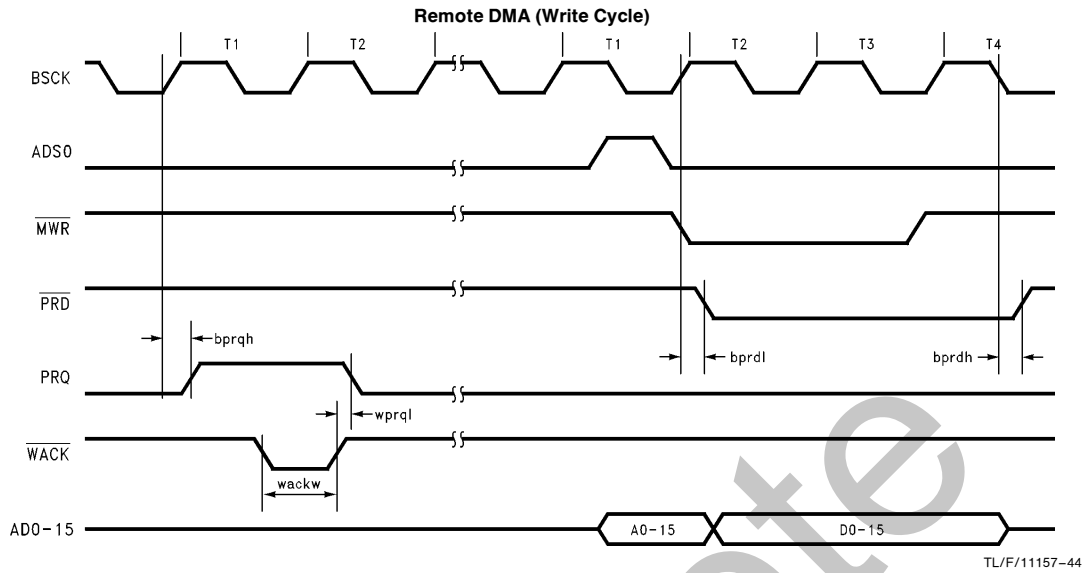 Remote DMA (Write Cycle)
T1 T2 T1 T2 T3 T4
BSCK
ADS0
MWR
PRD
bprqh
bprdl
bprdh
PRQ
wprql
WACK
wackw
AD0-15
A0-15
D0-15
TL/F/11157-44